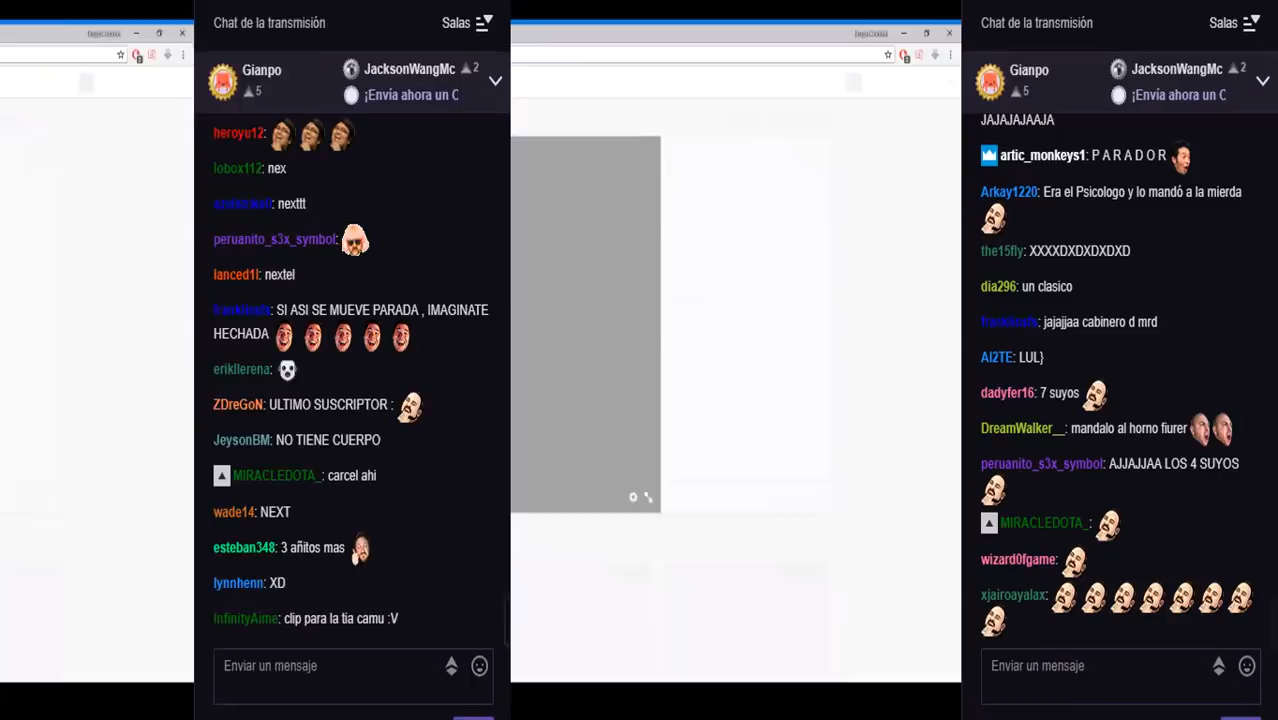 Chat de la transmisión
Salas
Gianpo
5
JacksonWangMc 2
¡Envía ahora un C
heroyu12:
lobox112: nex
: nexttt
peruanito_s3x_symbol:
lanced1l: nextel
: SI ASI SE MUEVE PARADA , IMAGINATE
HECHADA
erikllerena:
ZDreGoN: ULTIMO SUSCRIPTOR :
JeysonBM: NO TIENE CUERPO
MIRACLEDOTA_: carcel ahi
wade14: NEXT
esteban348: 3 añitos mas
lynnhenn: XD
InfinityAime: clip para la tia camu :V
Enviar un mensaje
Chat de la transmisión
Salas
Gianpo
5
JacksonWangMc 2
¡Envía ahora un C
JAJAJAJAAJA
artic_monkeys1: P A R A D O R
Arkay1220: Era el Psicologo y lo mandó a la mierda
the15fly: XXXXDXDXDXDXD
dia296: un clasico
: jajajjaa cabinero d mrd
AI2TE: LUL}
dadyfer16: 7 suyos
DreamWalker__: mandalo al horno fiurer
peruanito_s3x_symbol: AJJAJJAA LOS 4 SUYOS
MIRACLEDOTA_:
wizard0fgame:
xjairoayalax:
Enviar un mensaje